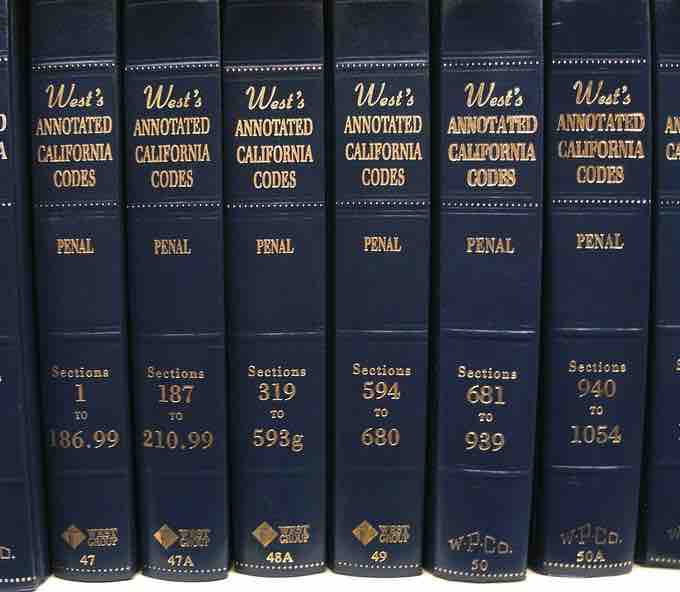 West's
ANNOTATED
CALIFORNIA
CODES
PENAL
Sections
1
TO
186.99
WEST
GROUP
47
West's
ANNOTATED
CALIFORNIA
CODES
PENAL
Sections
187
TO
210.99
WEST
GROUP
47A
West's
ANNOTATED
CALIFORNIA
CODES
PENAL
Sections
319
TO
593g
WEST
GROUP
48A
West's
ANNOTATED
CALIFORNIA
CODES
PENAL
Sections
594
TO
680
WEST
GROUP
49
West's
ANNOTATED
CALIFORNIA
CODES
PENAL
Sections
681
TO
939
W.P.CO.
50
West's
ANNOTATED
CALIFORNIA
CODES
PENAL
Sections
940
TO
1054
W.P.CO.
50A